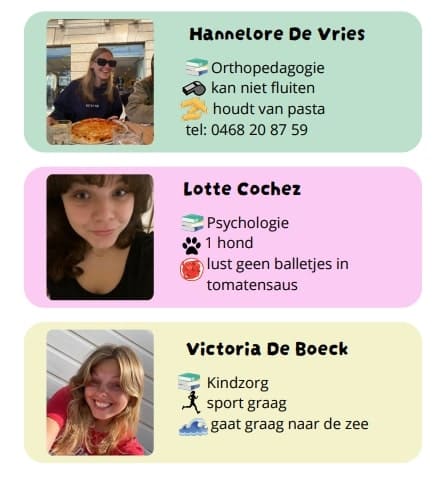 Hannelore De Vries
Orthopedagogie
kan niet fluiten
houdt van pasta
tel: 0468 20 87 59
Lotte Cochez
Psychologie
1 hond
lust geen balletjes in
tomatensaus
Victoria De Boeck
Kindzorg
sport graag
gaat graag naar de zee